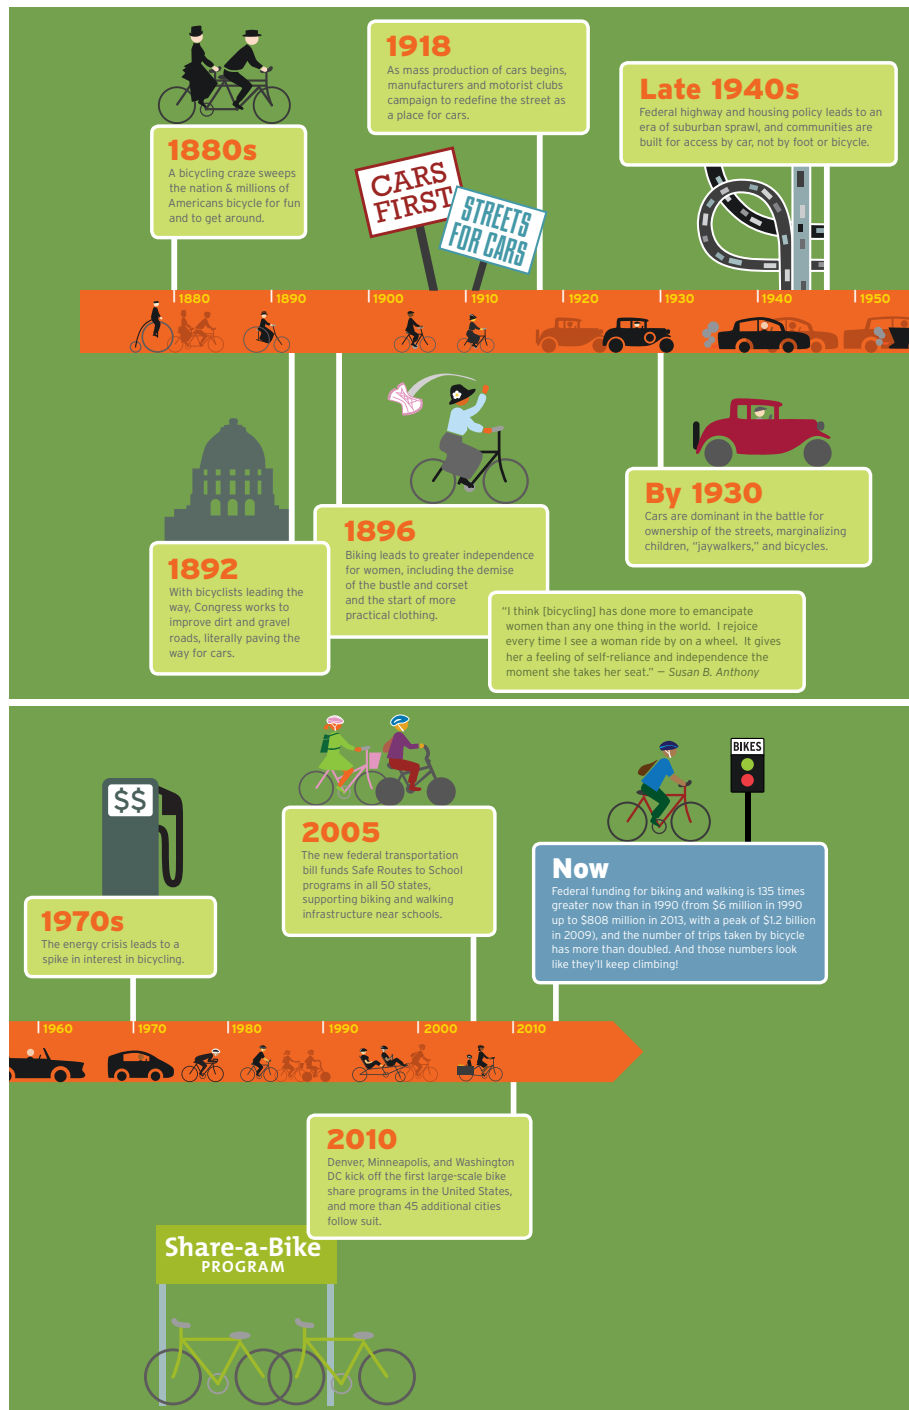 1880s
A bicycling craze sweeps
the nation & millions of
Americans bicycle for fun
and to get around.
1918
As mass production of cars begins,
manufacturers and motorist clubs
campaign to redefine the street as
a place for cars.
Late 1940s
Federal highway and housing policy leads to an
era of suburban sprawl, and communities are
built for access by car, not by foot or bicycle.
CARS
FIRST
STREETS
FOR CARS
1880
1890
1900
1910
1920
1930
1940
1950
1892
With bicyclists leading the
way, Congress works to
improve dirt and gravel
roads, literally paving the
way for cars.
1896
Biking leads to greater independence
for women, including the demise
of the bustle and corset
and the start of more
practical clothing.
By 1930
Cars are dominant in the battle for
ownership of the streets, marginalizing
children, “jaywalkers,” and bicycles.
“I think [bicycling] has done more to emancipate
women than any one thing in the world.  I rejoice
every time I see a woman ride by on a wheel.  It gives
her a feeling of self-reliance and independence the
moment she takes her seat.” — Susan B. Anthony
$$
1970s
The energy crisis leads to a
spike in interest in bicycling.
2005
The new federal transportation
bill funds Safe Routes to School
programs in all 50 states,
supporting biking and walking
infrastructure near schools.
BIKES
Now
Federal funding for biking and walking is 135 times
greater now than in 1990 (from $6 million in 1990
up to $808 million in 2013, with a peak of $1.2 billion
in 2009), and the number of trips taken by bicycle
has more than doubled. And those numbers look
like they’ll keep climbing!
1960
1970
1980
1990
2000
2010
2010
Denver, Minneapolis, and Washington
DC kick off the first large-scale bike
share programs in the United States,
and more than 45 additional cities
follow suit.
Share-a-Bike
PROGRAM